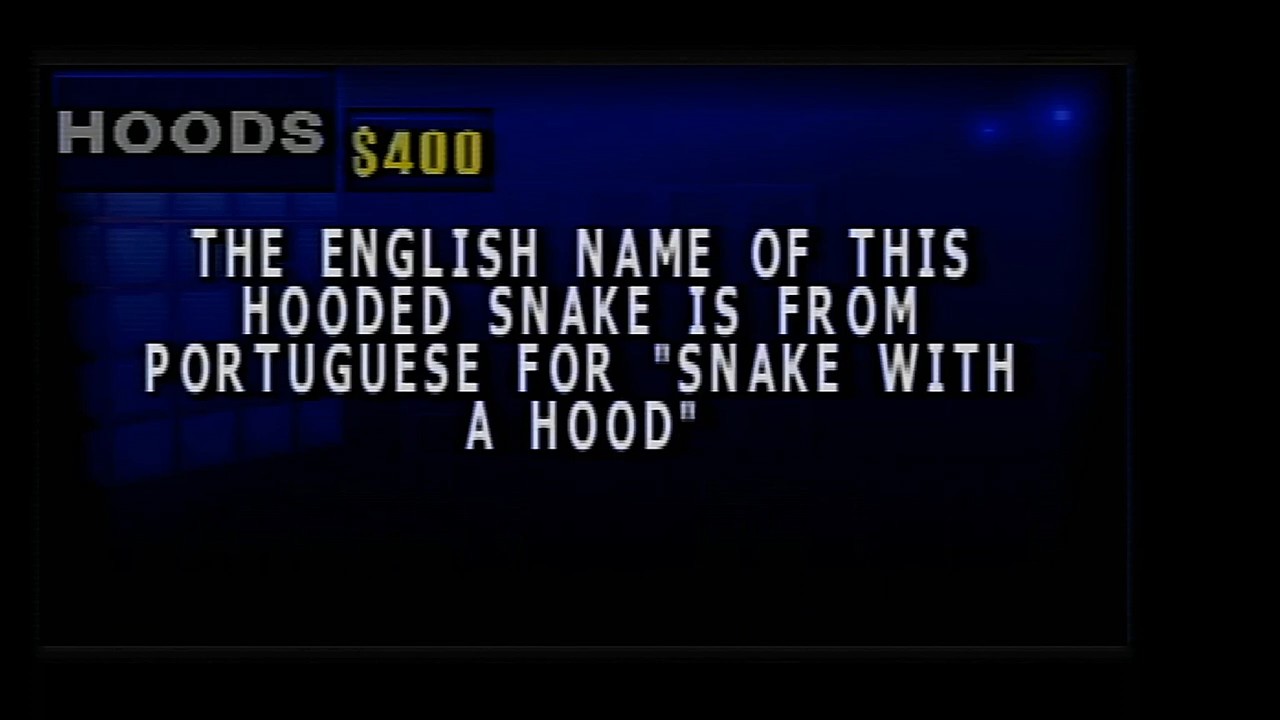 HOODS
$400
THE ENGLISH NAME OF THIS
HOODED SNAKE IS FROM
PORTUGUESE FOR "SNAKE WITH
A HOOD"